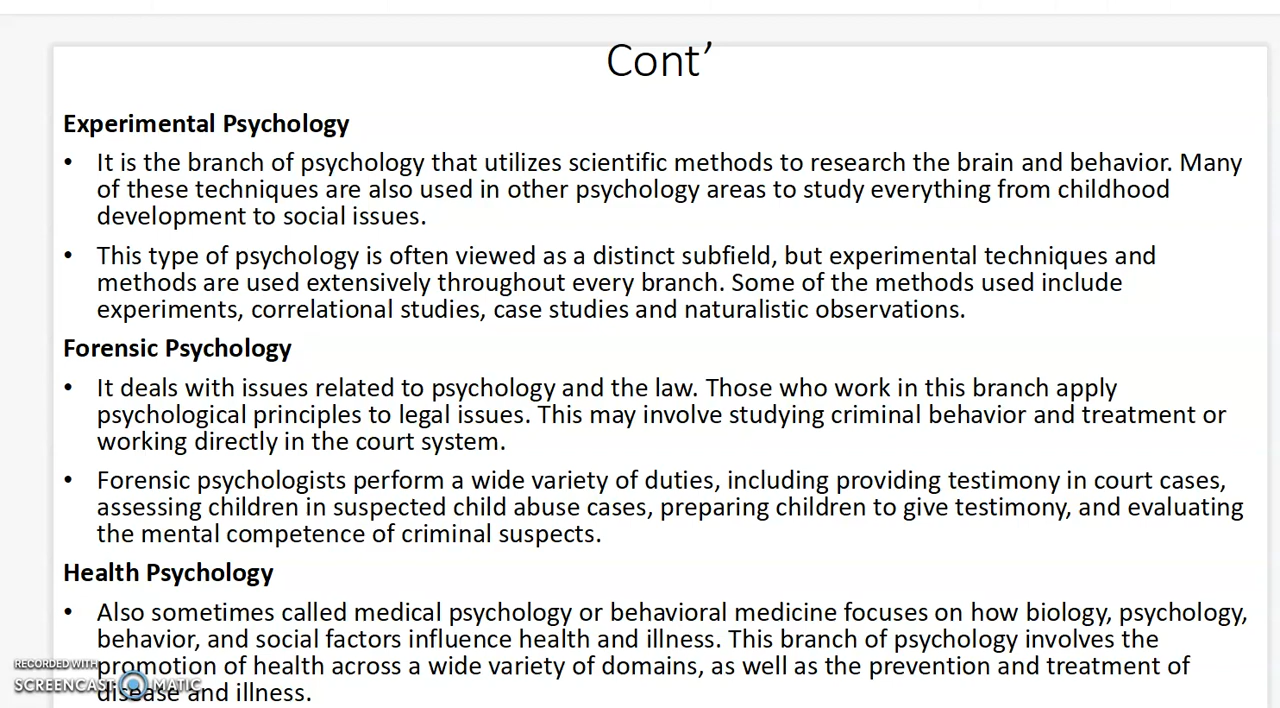 Cont’
Experimental Psychology
• It is the branch of psychology that utilizes scientific methods to research the brain and behavior. Many
of these techniques are also used in other psychology areas to study everything from childhood
development to social issues.
• This type of psychology is often viewed as a distinct subfield, but experimental techniques and
methods are used extensively throughout every branch. Some of the methods used include
experiments, correlational studies, case studies and naturalistic observations.
Forensic Psychology
• It deals with issues related to psychology and the law. Those who work in this branch apply
psychological principles to legal issues. This may involve studying criminal behavior and treatment or
working directly in the court system.
• Forensic psychologists perform a wide variety of duties, including providing testimony in court cases,
assessing children in suspected child abuse cases, preparing children to give testimony, and evaluating
the mental competence of criminal suspects.
Health Psychology
• Also sometimes called medical psychology or behavioral medicine focuses on how biology, psychology,
behavior, and social factors influence health and illness. This branch of psychology involves the
promotion of health across a wide variety of domains, as well as the prevention and treatment of
disease and illness.
RECORDED WITH
SCREENCAST MATIC